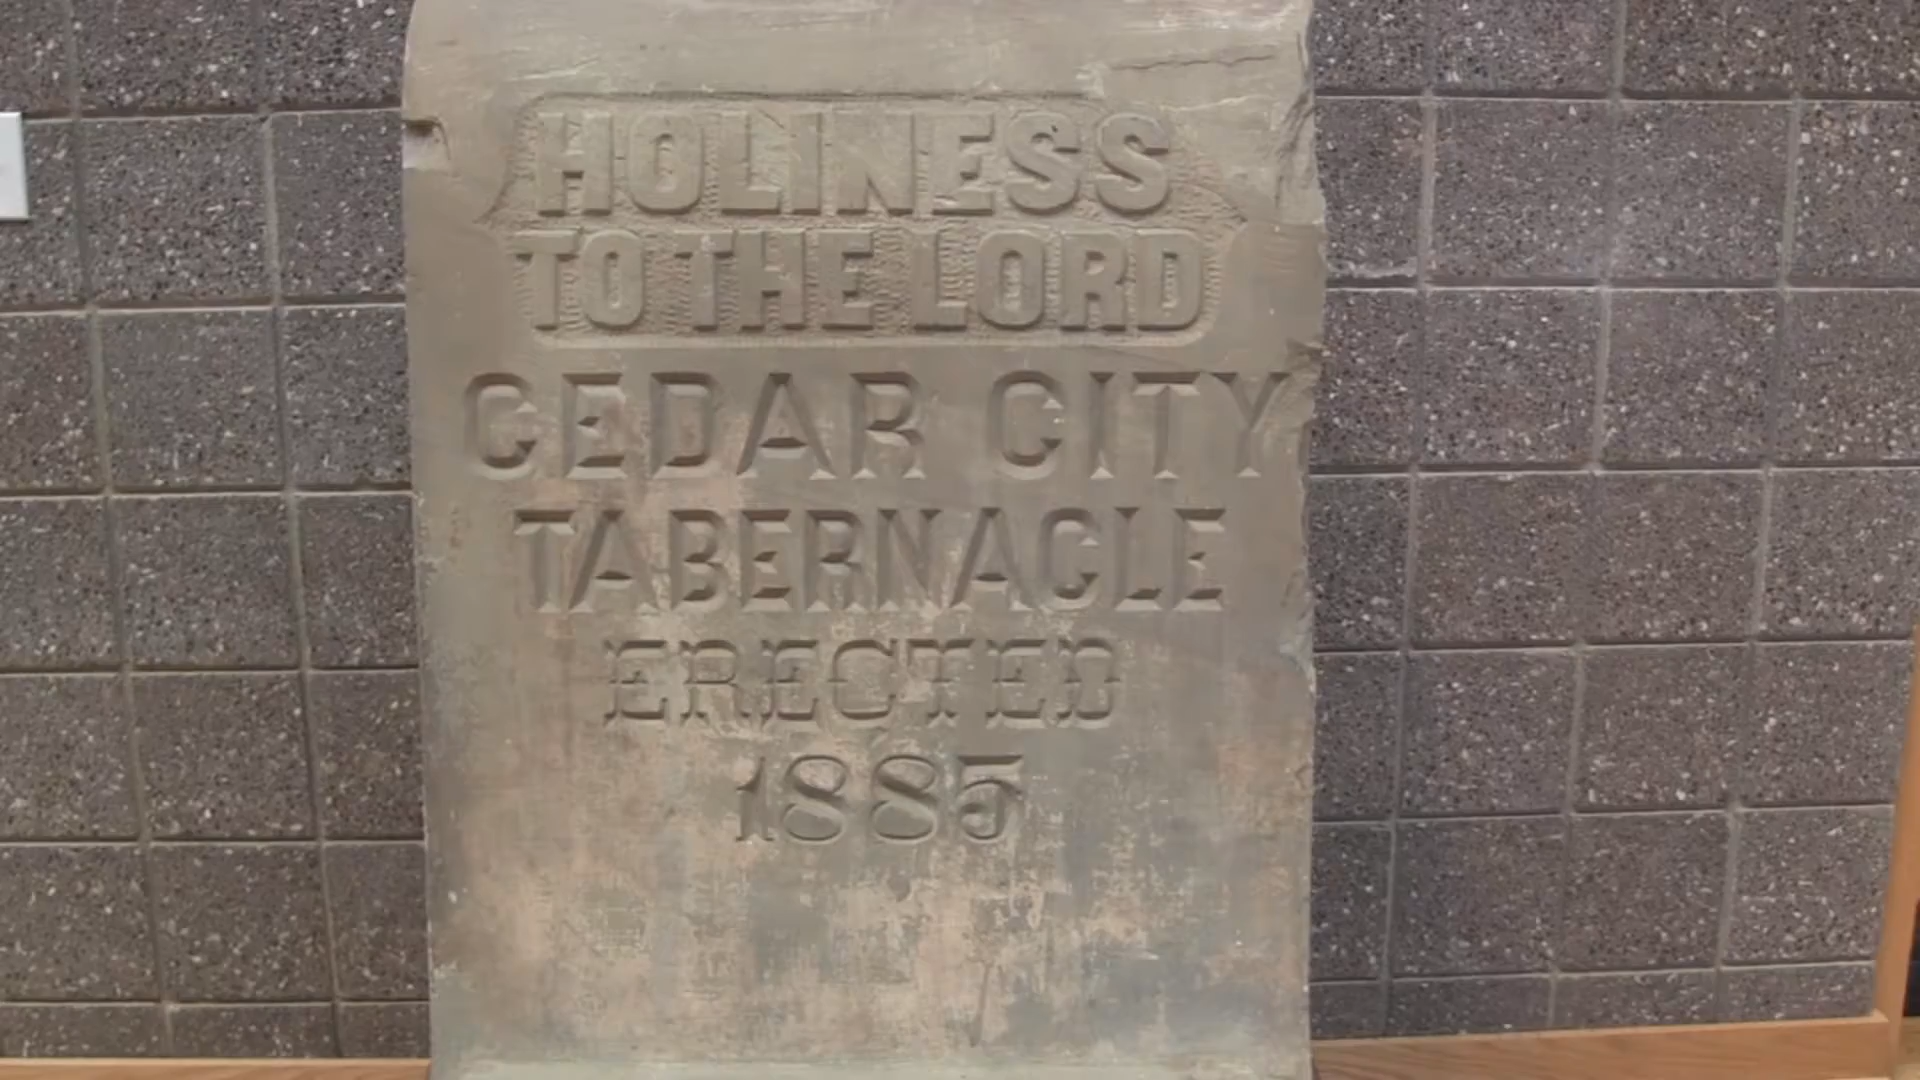 HOLINESS
TO THE LORD
CEDAR CITY
TABERNACLE
ERECTED
1885